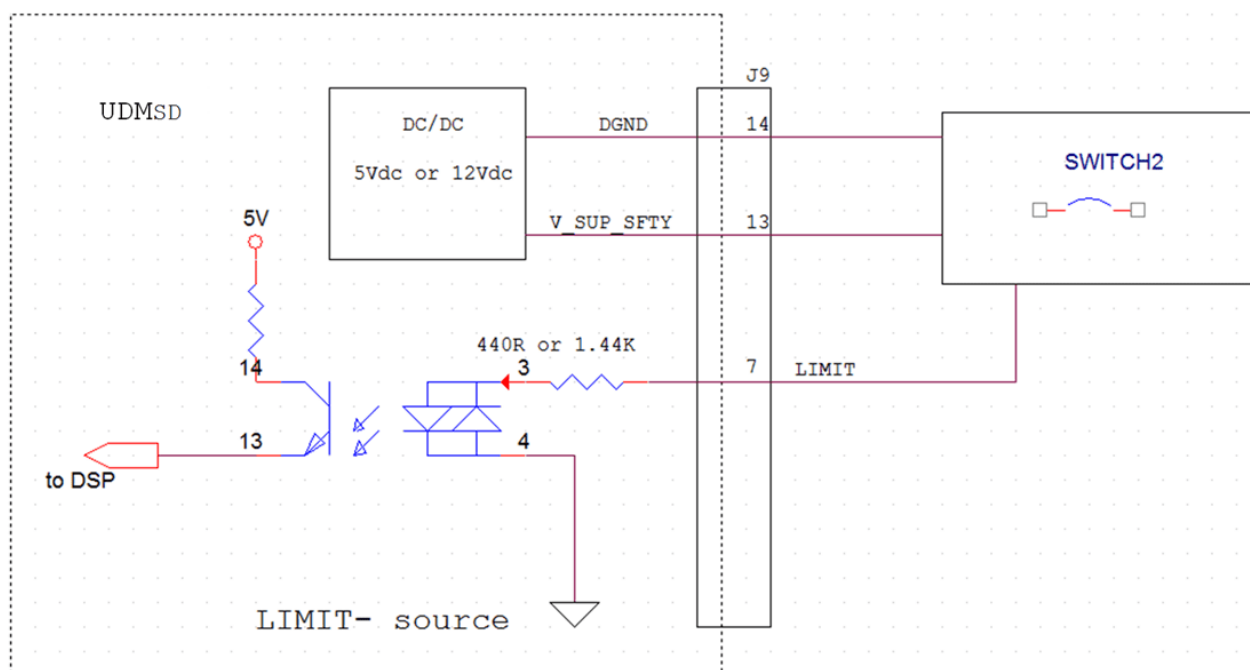 J9
UDMSD
DC/DC
DGND
14
5Vdc or 12Vdc
SWITCH2
5V
V_SUP_SFTY
13
440R or 1.44K
14
3
7
LIMIT
13
4
to DSP
LIMIT- source